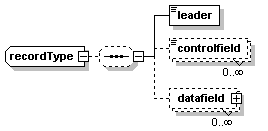 leader
recordType
controlfield
0..∞
datafield
0..∞